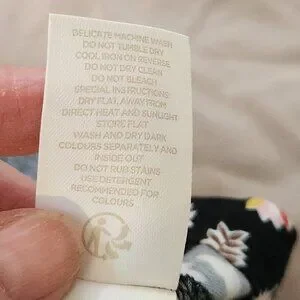 DELICATE MACHINE WASH
DO NOT TUMBLE DRY
COOL IRON ON REVERSE
DO NOT DRY CLEAN
DO NOT BLEACH
SPECIAL INSTRUCTIONS:
DRY FLAT, AWAY FROM
DIRECT HEAT AND SUNLIGHT
STORE FLAT
WASH AND DRY DARK
COLOURS SEPARATELY AND
INSIDE OUT
DO NOT RUB STAINS
USE DETERGENT
RECOMMENDED FOR
COLOURS